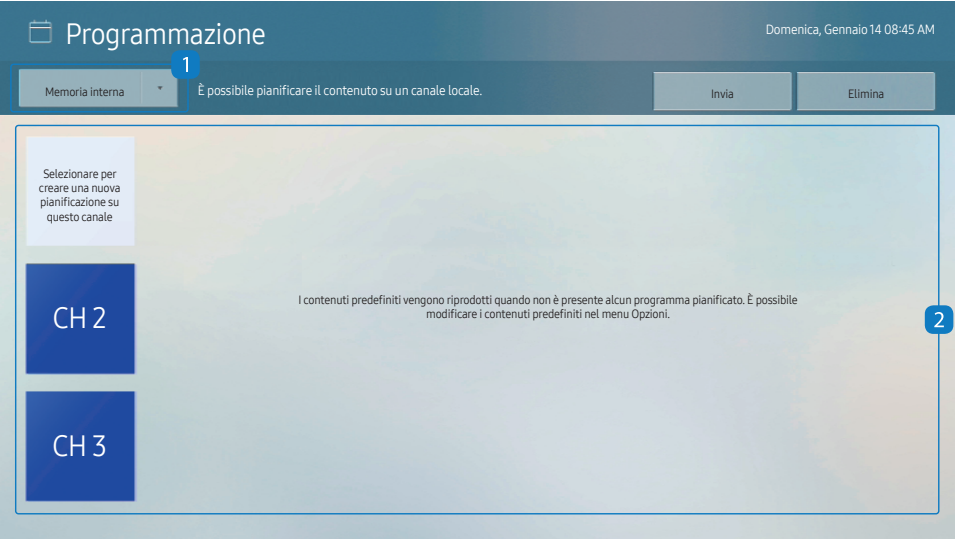 Programmazione
Domenica, Gennaio 14 08:45 AM
1
Memoria interna
È possibile pianificare il contenuto su un canale locale.
Invia
Elimina
Selezionare per
creare una nuova
pianificazione su
questo canale
CH 2
I contenuti predefiniti vengono riprodotti quando non è presente alcun programma pianificato. È possibile
modificare i contenuti predefiniti nel menu Opzioni.
2
CH 3